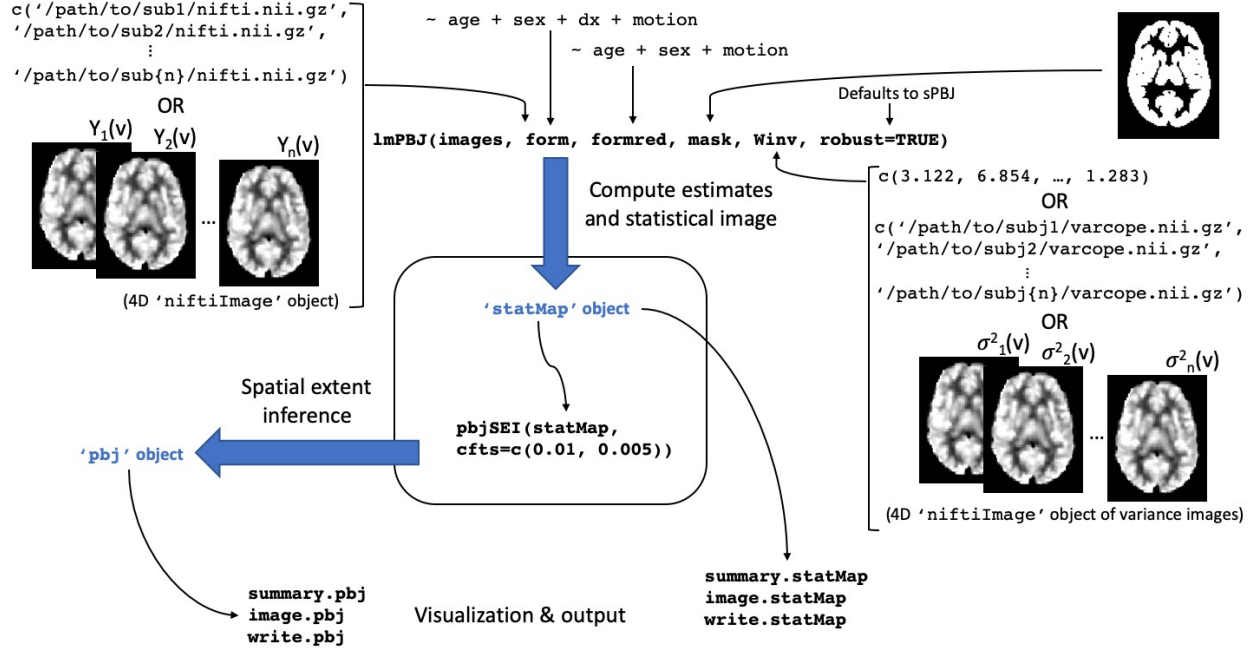 c('/path/to/sub1/nifti.nii.gz',
'/path/to/sub2/nifti.nii.gz',
⋮
'/path/to/sub{n}/nifti.nii.gz')
OR
Y1(v)
Y2(v)
Yn(v)
...
(4D 'niftiImage' object)
~ age + sex + dx + motion
~ age + sex + motion
Defaults to sPBJ
lmPBJ(images, form, formred, mask, Winv, robust=TRUE)
Compute estimates
and statistical image
c(3.122, 6.854, …, 1.283)
OR
c('/path/to/subj1/varcope.nii.gz',
'/path/to/subj2/varcope.nii.gz',
⋮
'/path/to/subj{n}/varcope.nii.gz')
OR
σ²1(v)
σ²2(v)
σ²n(v)
...
(4D 'niftiImage' object of variance images)
'statMap' object
pbjSEI(statMap,
cfts=c(0.01, 0.005))
Spatial extent
inference
'pbj' object
summary.pbj
image.pbj
write.pbj
Visualization & output
summary.statMap
image.statMap
write.statMap